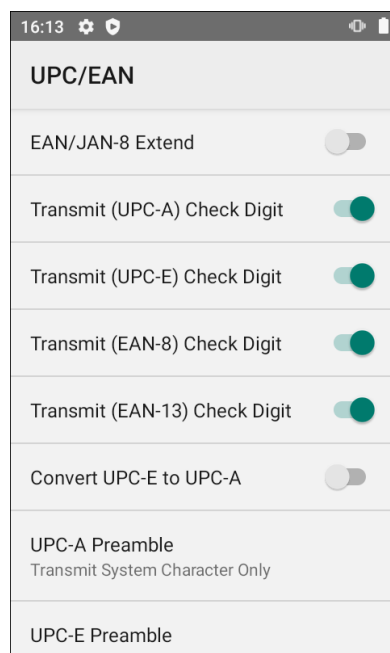 16:13
UPC/EAN
EAN/JAN-8 Extend
Transmit (UPC-A) Check Digit
Transmit (UPC-E) Check Digit
Transmit (EAN-8) Check Digit
Transmit (EAN-13) Check Digit
Convert UPC-E to UPC-A
UPC-A Preamble
Transmit System Character Only
UPC-E Preamble